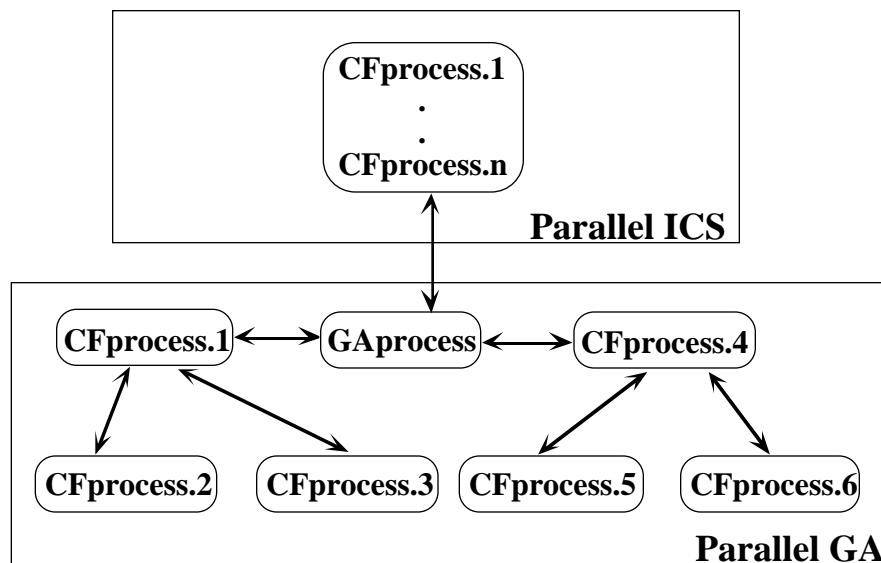 CFprocess.1
.
.
CFprocess.n
Parallel ICS
CFprocess.1
GAprocess
CFprocess.4
CFprocess.2
CFprocess.3
CFprocess.5
CFprocess.6
Parallel GA